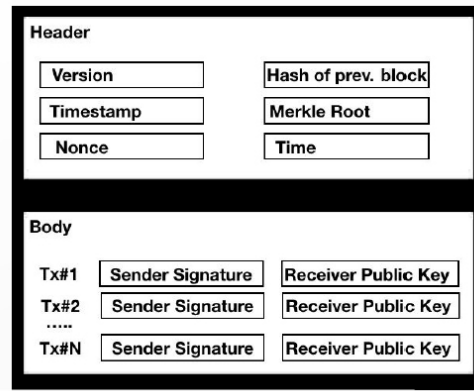 Header
Version Hash of prev. block
Timestamp Merkle Root
Nonce Time
Body
Tx#1 Sender Signature Receiver Public Key
Tx#2 Sender Signature Receiver Public Key
.....
Tx#N Sender Signature Receiver Public Key